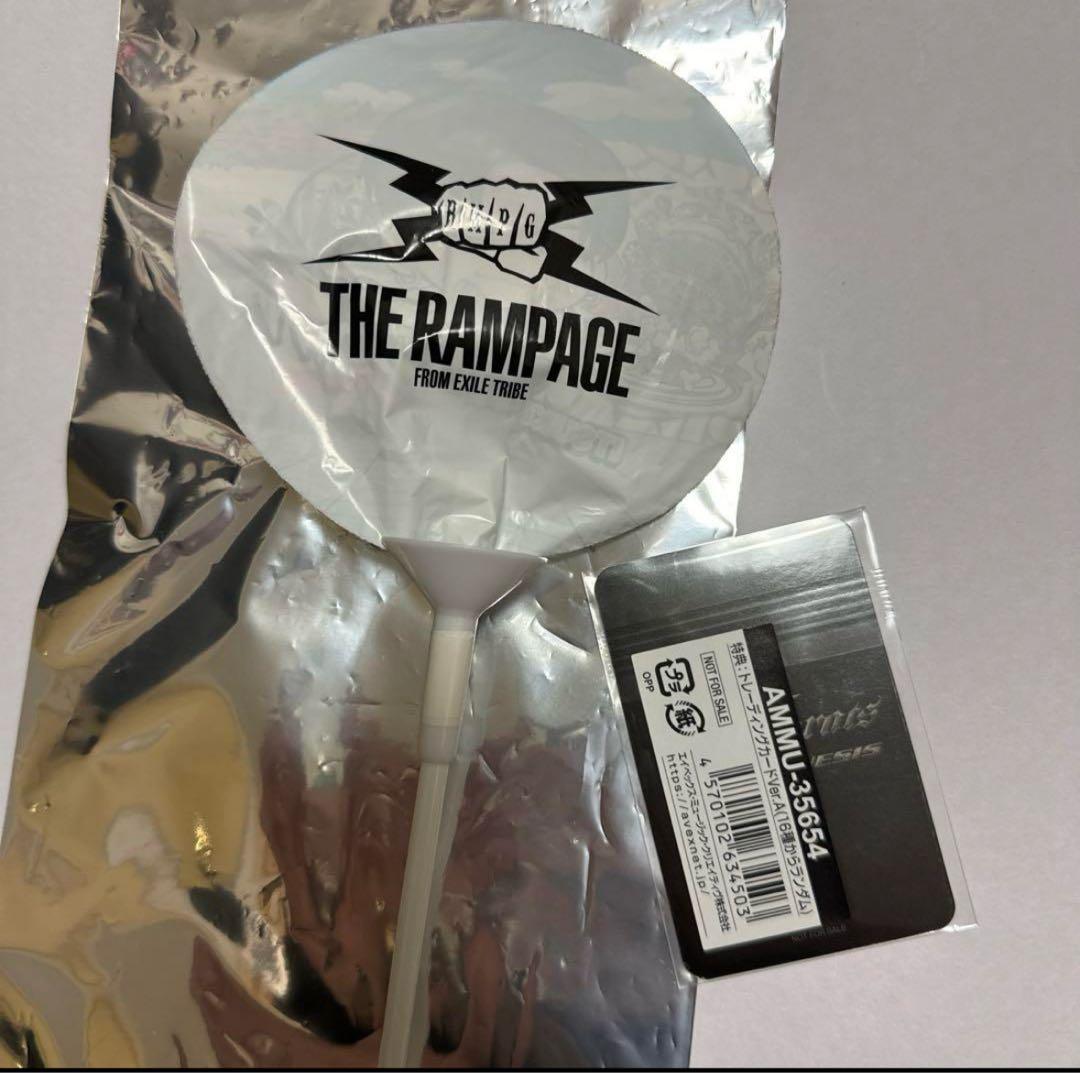 R/M/P/G
THE RAMPAGE
FROM EXILE TRIBE
AMMU-35654
特典:トレーディングカードVer.A(16種からランダム)
NOT FOR SALE
プラ
OPP
紙
4 570102 634503
エイベックス・ミュージック・クリエイティヴ株式会社
https://avexnet.jp/
NOT FOR SALE